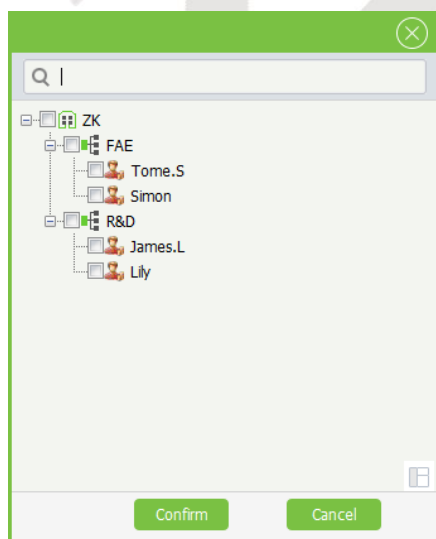 ZK
FAE
Tome.S
Simon
R&D
James.L
Lily
Confirm Cancel